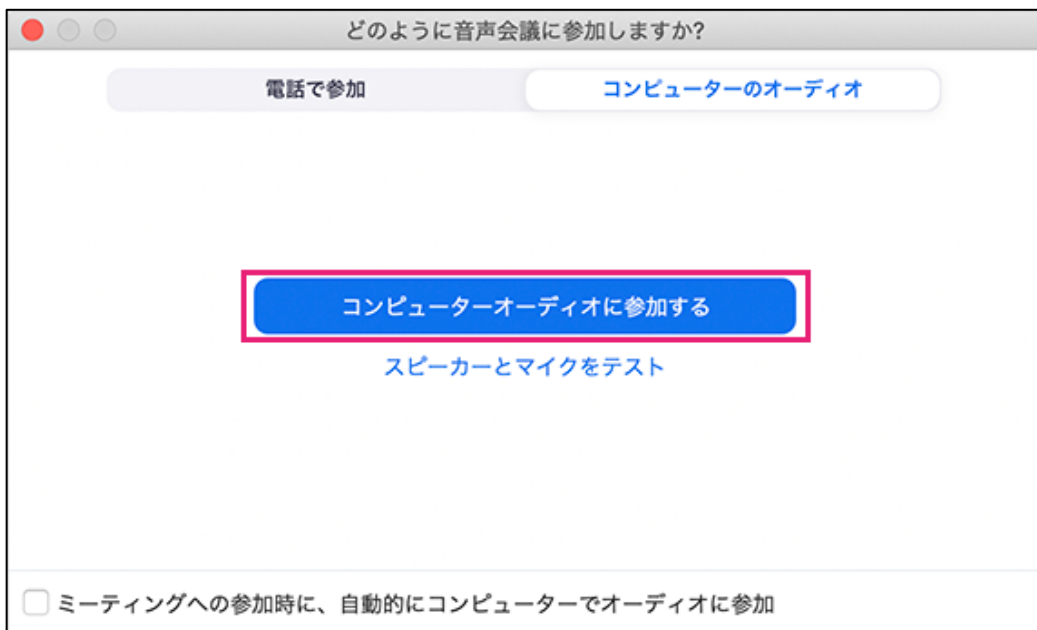 どのように音声会議に参加しますか?
電話で参加
コンピューターのオーディオ
コンピューターオーディオに参加する
スピーカーとマイクをテスト
ミーティングへの参加時に、自動的にコンピューターでオーディオに参加